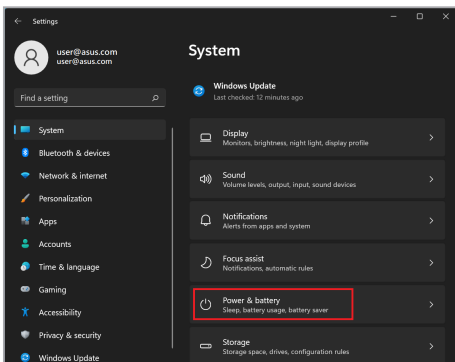 Settings
user@asus.com
user@asus.com
Find a setting
System
Bluetooth & devices
Network & internet
Personalization
Apps
Accounts
Time & language
Gaming
Accessibility
Privacy & security
Windows Update
System
Windows Update
Last checked: 12 minutes ago
Display
Monitors, brightness, night light, display profile
Sound
Volume levels, output, input, sound devices
Notifications
Alerts from apps and system
Focus assist
Notifications, automatic rules
Power & battery
Sleep, battery usage, battery saver
Storage
Storage space, drives, configuration rules